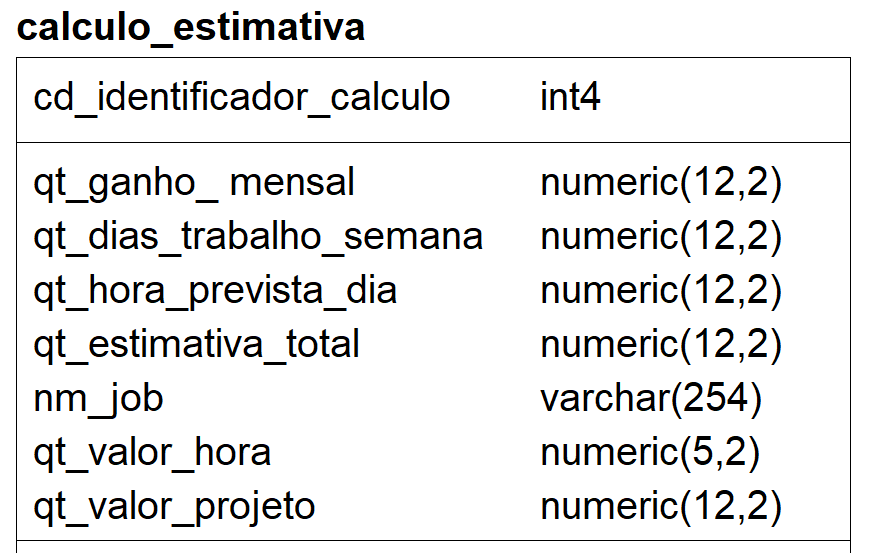 calculo_estimativa
cd_identificador_calculo int4
qt_ganho_ mensal numeric(12,2)
qt_dias_trabalho_semana numeric(12,2)
qt_hora_prevista_dia numeric(12,2)
qt_estimativa_total numeric(12,2)
nm_job varchar(254)
qt_valor_hora numeric(5,2)
qt_valor_projeto numeric(12,2)